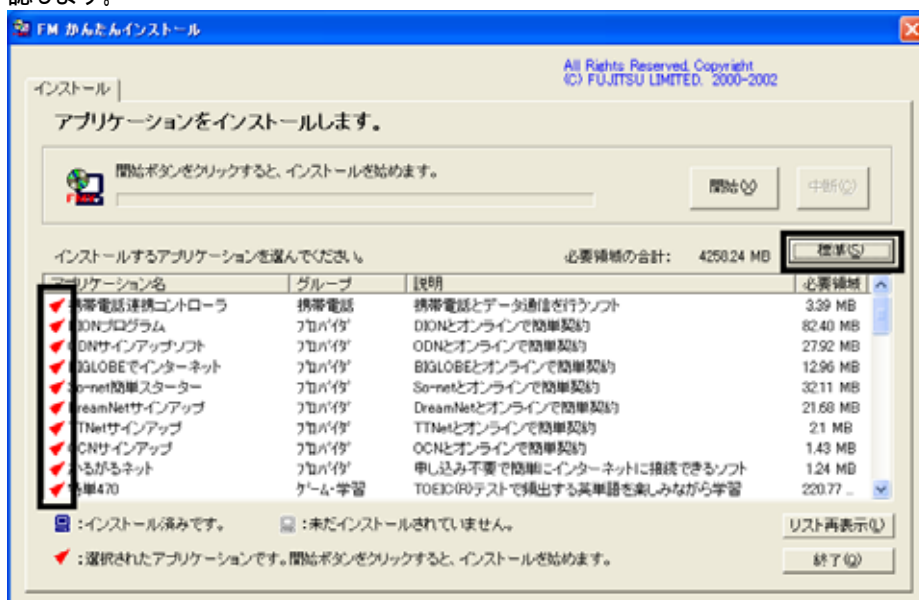 認します。
FM かんたんインストール
All Rights Reserved, Copyright
(C) FUJITSU LIMITED. 2000-2002
インストール
アプリケーションをインストールします。
開始ボタンをクリックすると、インストールを始めます。
開始(X)
中断(C)
インストールするアプリケーションを選んでください。
必要領域の合計: 4258.24 MB
標準(S)
アプリケーション名 グループ 説明 必要領域
携帯電話連携コントローラ 携帯電話 携帯電話とデータ通信を行うソフト 3.39 MB
DIONプログラム プロバイダ DIONとオンラインで簡単契約 82.40 MB
ODNサインアップソフト プロバイダ ODNとオンラインで簡単契約 27.92 MB
BIGLOBEでインターネット プロバイダ BIGLOBEとオンラインで簡単契約 12.96 MB
So-net簡単スターター プロバイダ So-netとオンラインで簡単契約 32.11 MB
DreamNetサインアップ プロバイダ DreamNetとオンラインで簡単契約 21.68 MB
TTNetサインアップ プロバイダ TTNetとオンラインで簡単契約 2.1 MB
OCNサインアップ プロバイダ OCNとオンラインで簡単契約 1.43 MB
かるがるネット プロバイダ 申し込み不要で簡単にインターネットに接続できるソフト 1.24 MB
単470 ゲーム・学習 TOEIC(R)テストで頻出する英単語を楽しみながら学習 220.77 ...
:インストール済みです。 :未だインストールされていません。
リスト再表示(L)
:選択されたアプリケーションです。開始ボタンをクリックすると、インストールを始めます。
終了(Q)